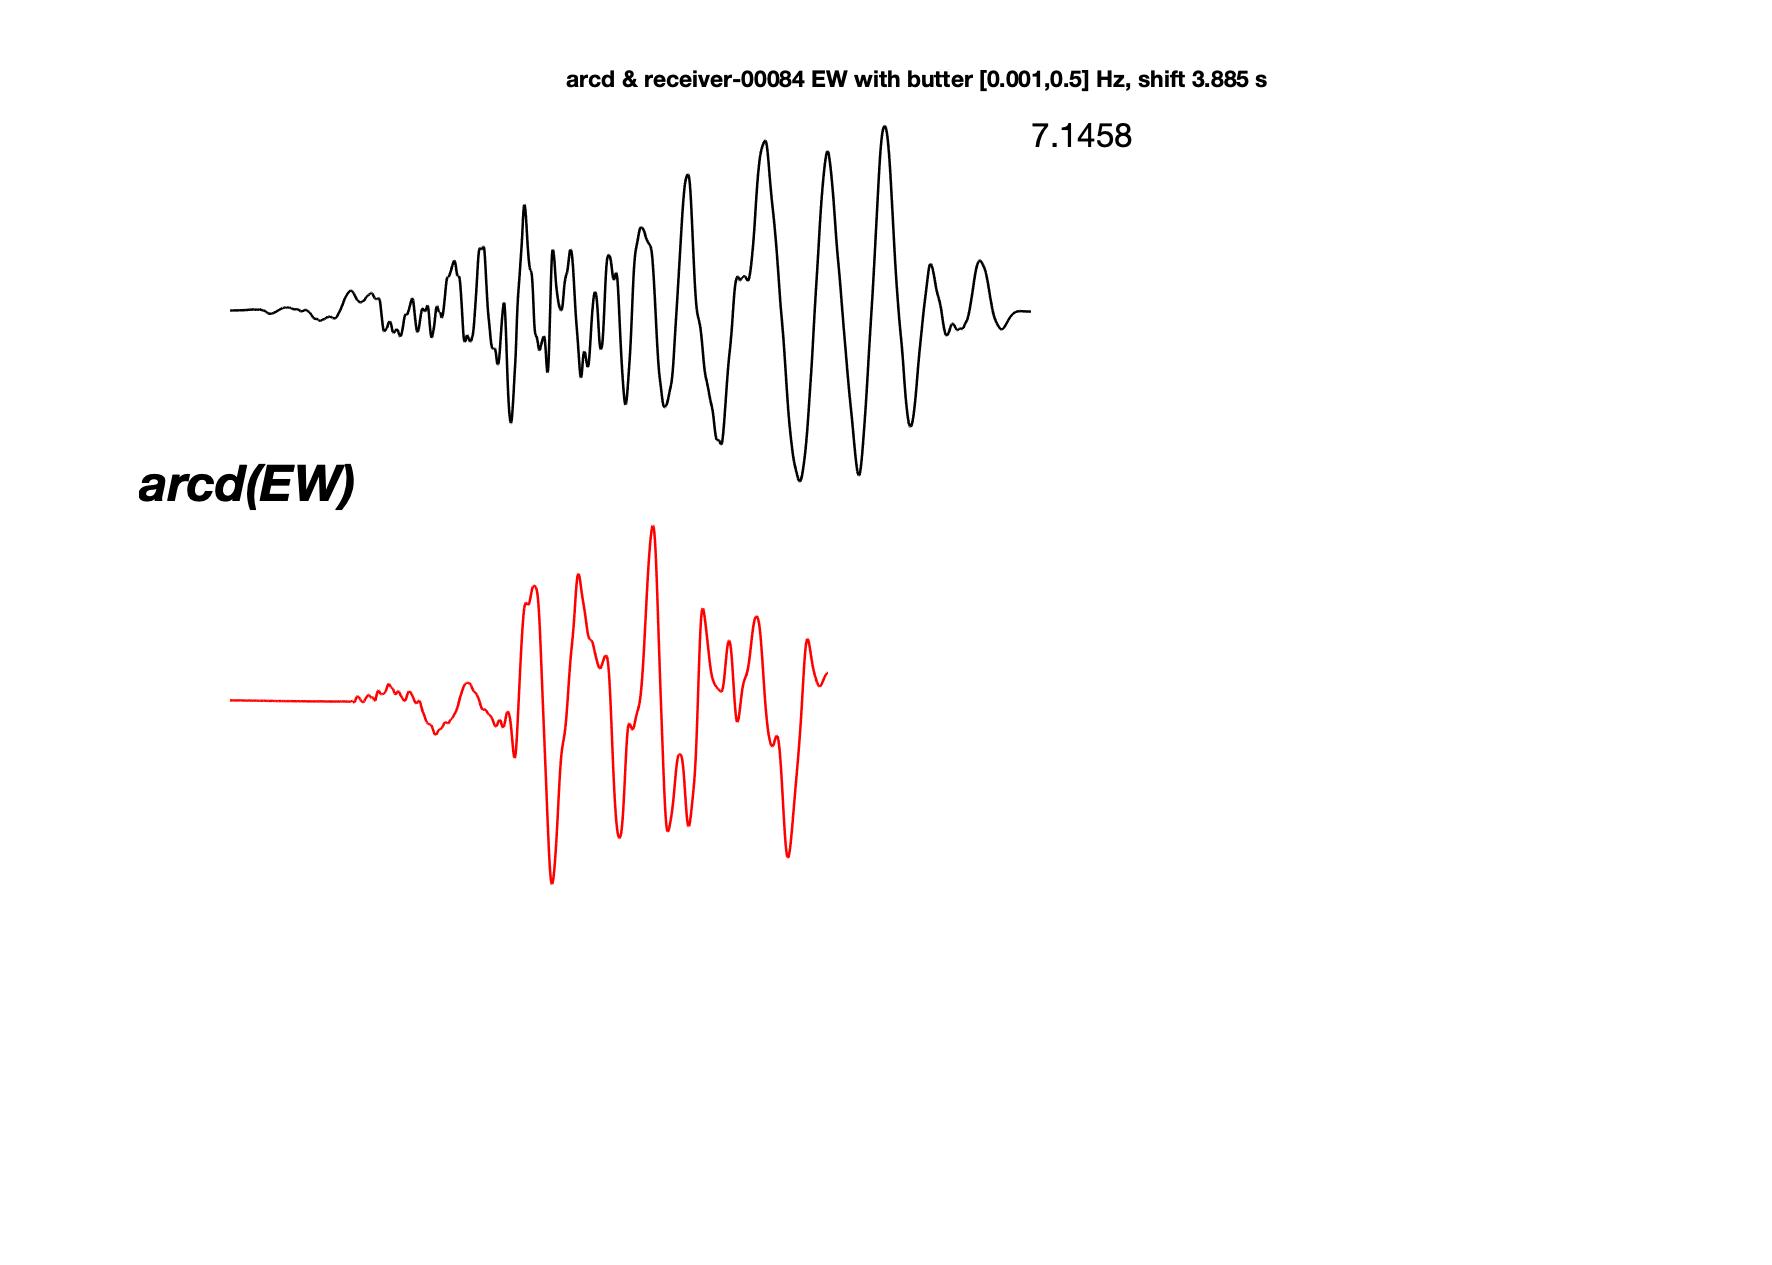 arcd & receiver-00084 EW with butter [0.001,0.5] Hz, shift 3.885 s
7.1458
arcd(EW)